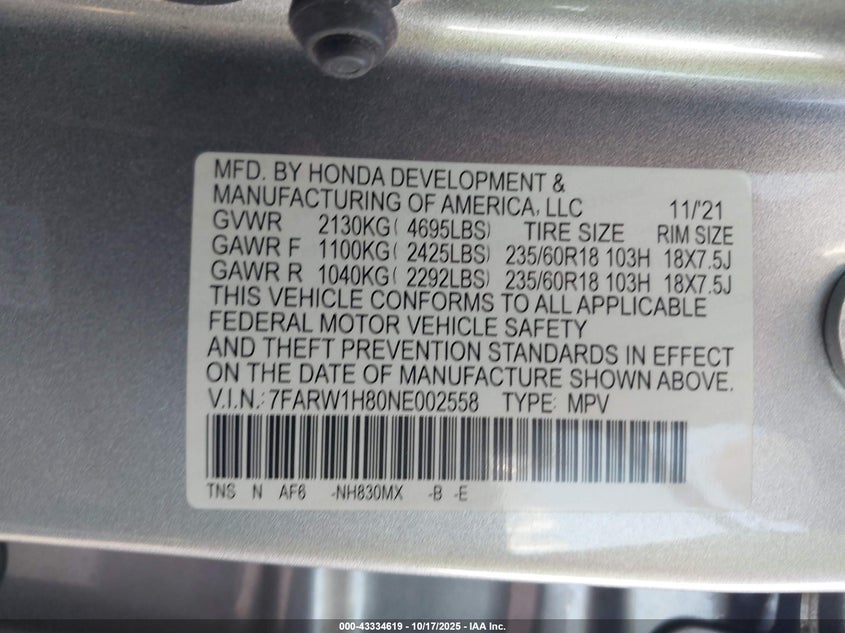 MFD. BY HONDA DEVELOPMENT &
MANUFACTURING OF AMERICA, LLC 11/'21
GVWR 2130KG( 4695LBS) TIRE SIZE RIM SIZE
GAWR F 1100KG( 2425LBS) 235/60R18 103H 18X7.5J
GAWR R 1040KG( 2292LBS) 235/60R18 103H 18X7.5J
THIS VEHICLE CONFORMS TO ALL APPLICABLE
FEDERAL MOTOR VEHICLE SAFETY
AND THEFT PREVENTION STANDARDS IN EFFECT
ON THE DATE OF MANUFACTURE SHOWN ABOVE.
V.I.N.: 7FARW1H80NE002558 TYPE: MPV
TNS N AF6 -NH830MX -B -E
000-43334619 - 10/17/2025 - IAA Inc.